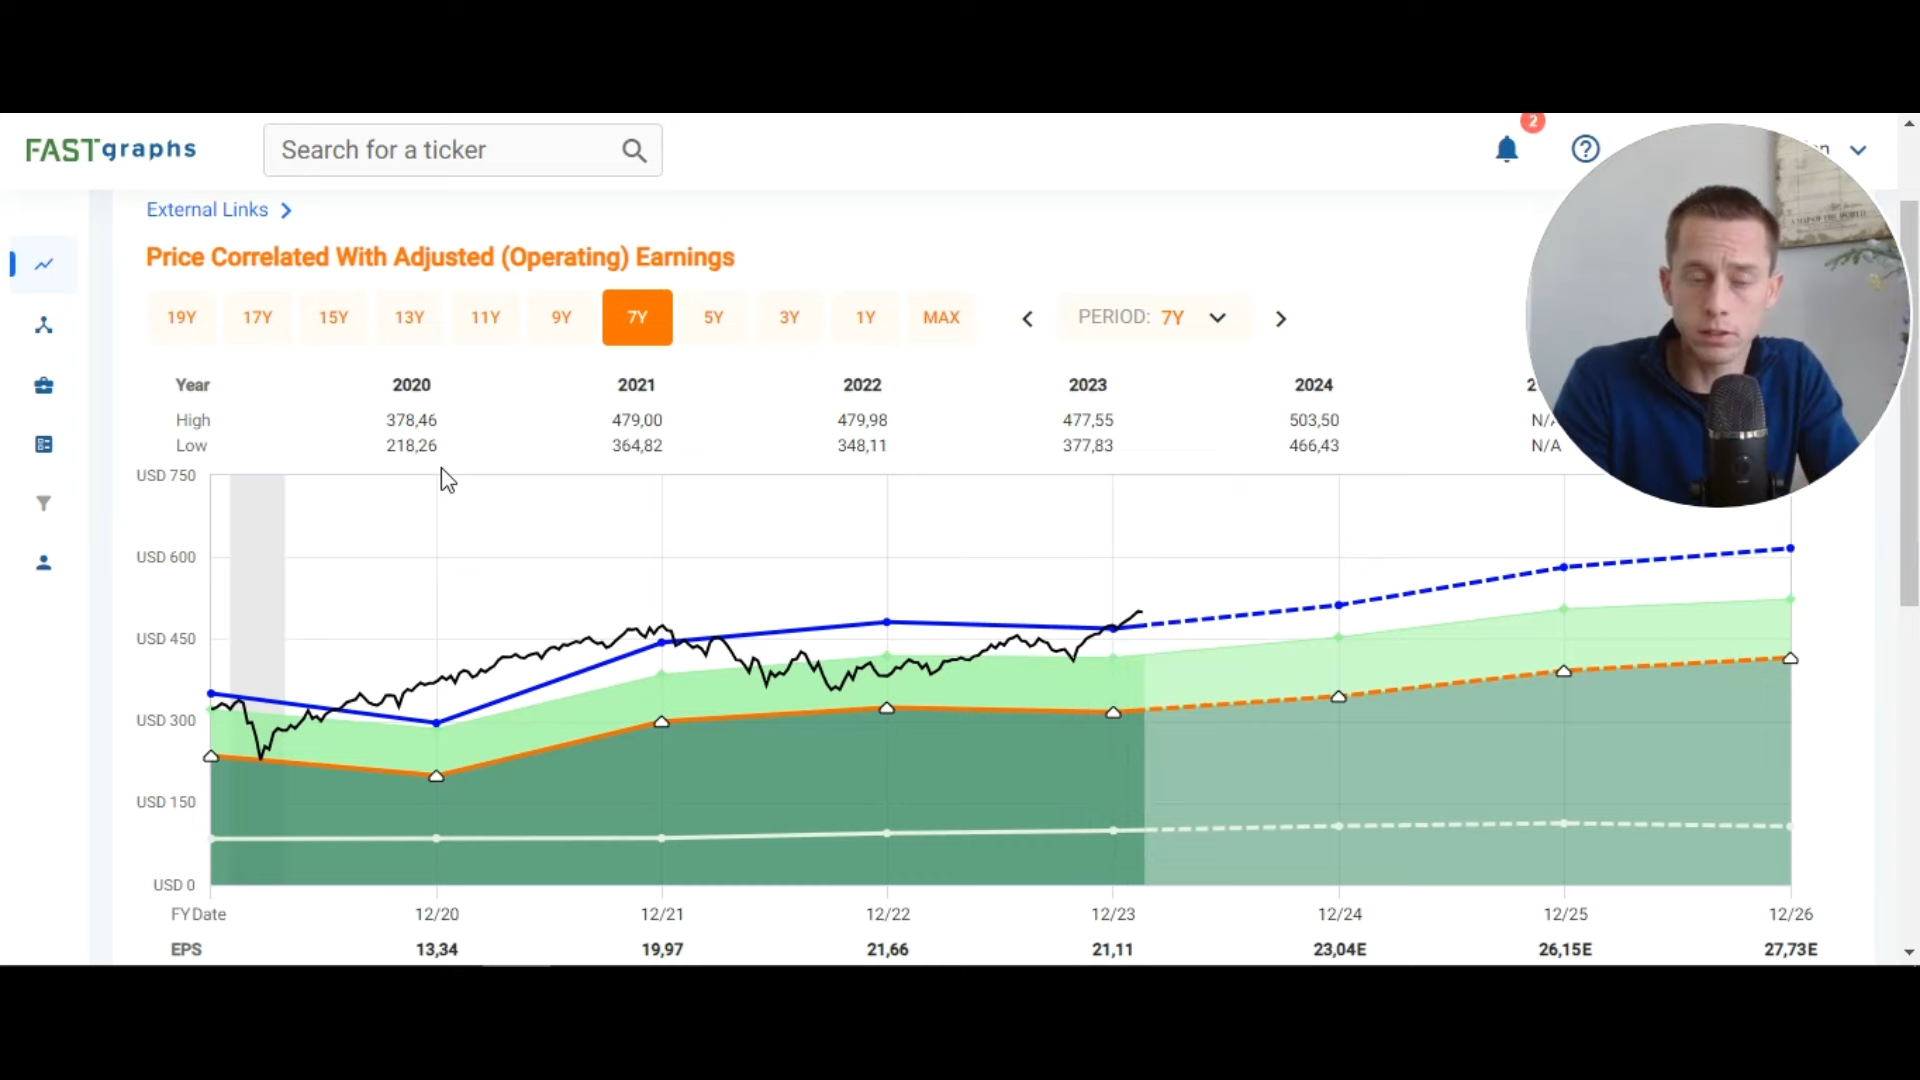 FASTgraphs
Search for a ticker
2
External Links
Price Correlated With Adjusted (Operating) Earnings
19Y 17Y 15Y 13Y 11Y 9Y 7Y 5Y 3Y 1Y MAX PERIOD: 7Y
Year 2020 2021 2022 2023 2024
High 378,46 479,00 479,98 477,55 503,50 N/A
Low 218,26 364,82 348,11 377,83 466,43 N/A
USD 750
USD 600
USD 450
USD 300
USD 150
USD 0
FY Date 12/20 12/21 12/22 12/23 12/24 12/25 12/26
EPS 13,34 19,97 21,66 21,11 23,04E 26,15E 27,73E